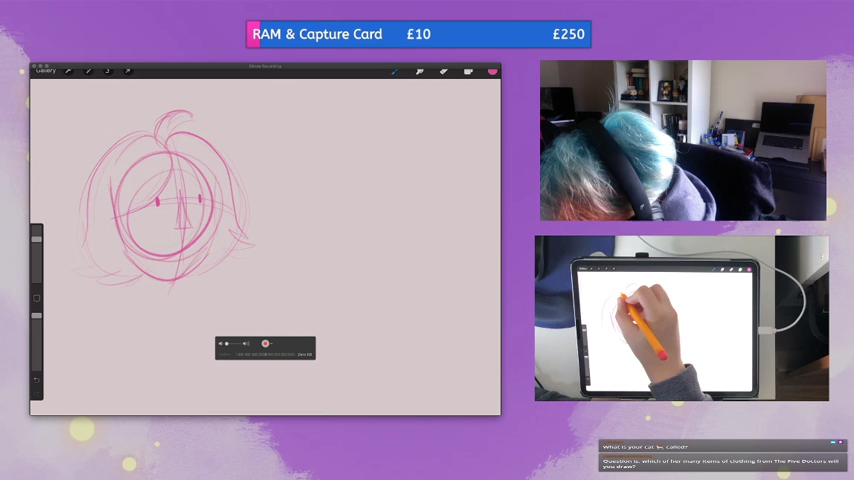 RAM & Capture Card £10 £250
Gallery
What is your cat 🐈 called?
Question is, which of her many items of clothing from The Five Doctors will
you draw?